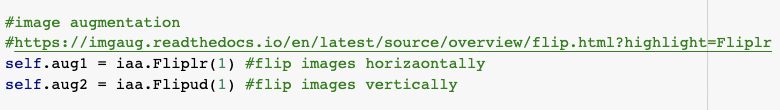 #image augmentation
#https://imgaug.readthedocs.io/en/latest/source/overview/flip.html?highlight=Fliplr
self.aug1 = iaa.Fliplr(1) #flip images horizaontally
self.aug2 = iaa.Flipud(1) #flip images vertically